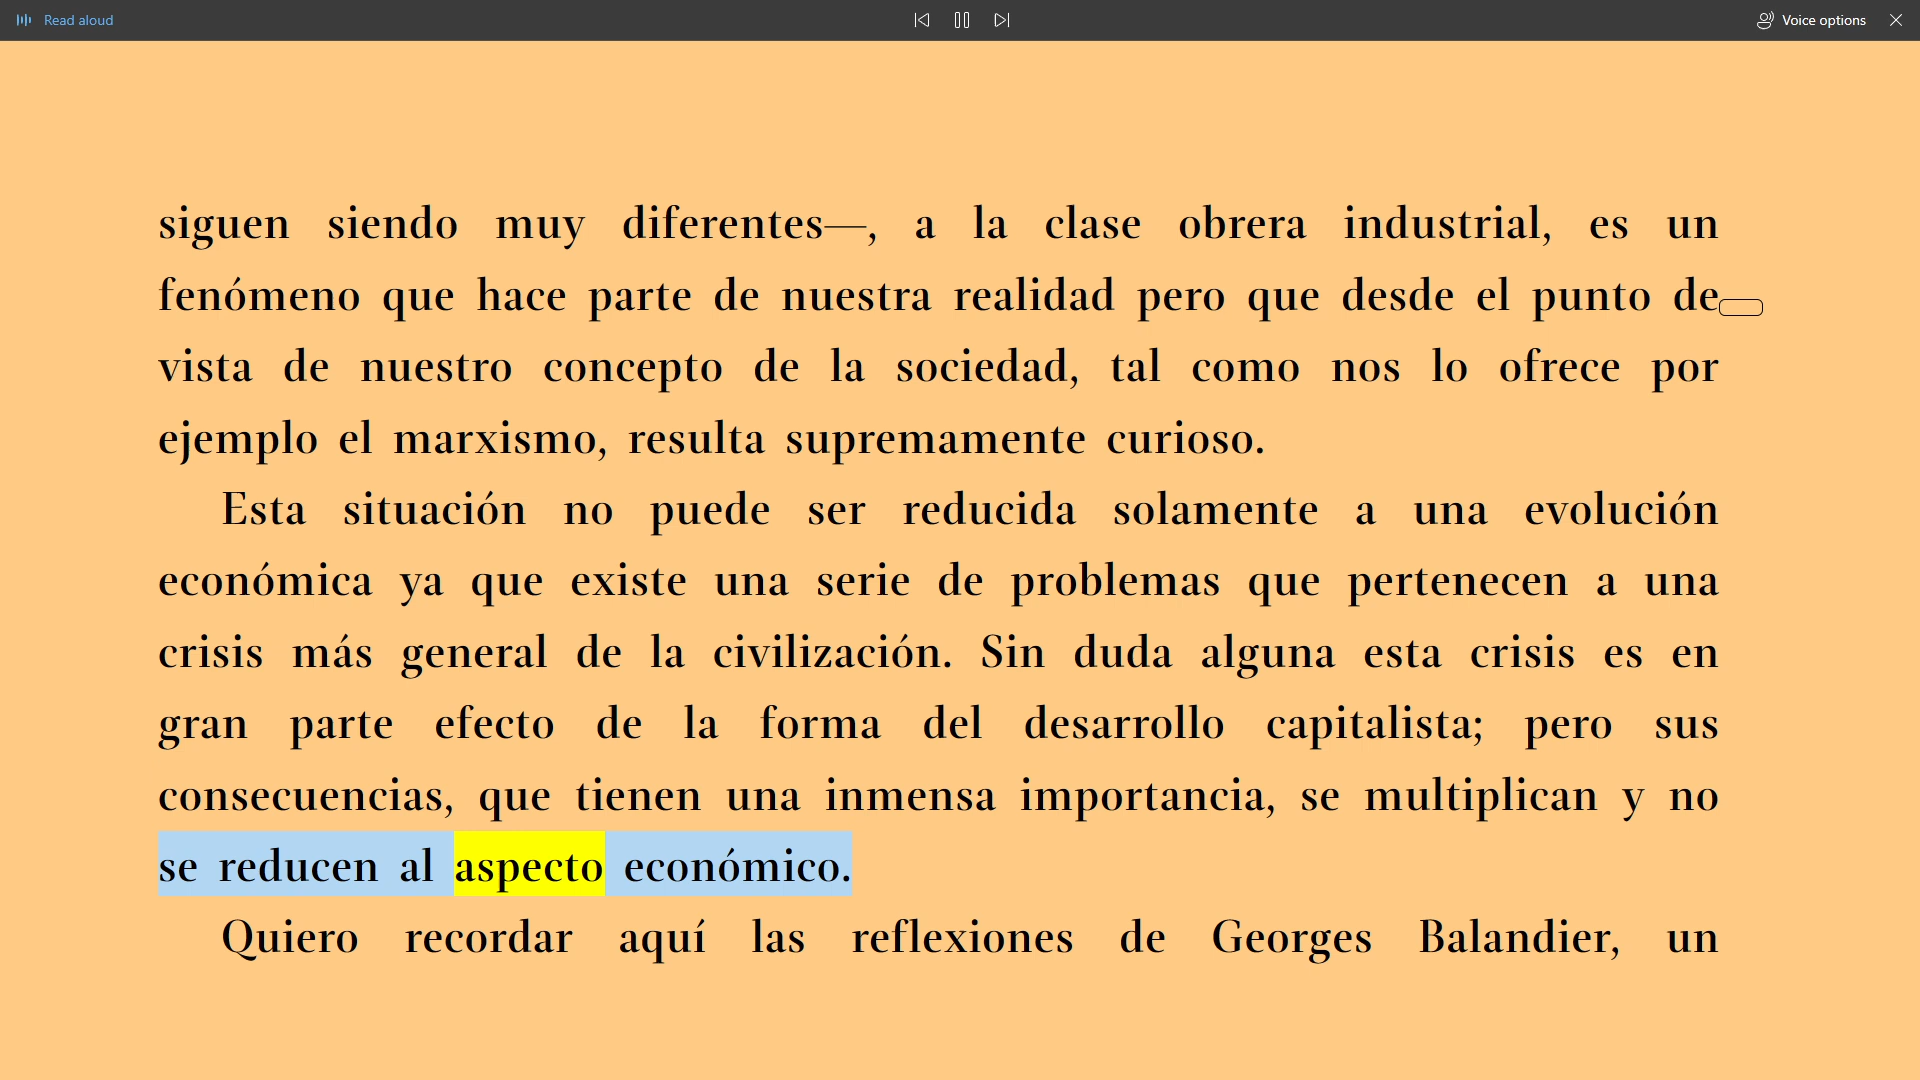 Read aloud
Voice options
siguen siendo muy diferentes—, a la clase obrera industrial, es un
fenómeno que hace parte de nuestra realidad pero que desde el punto de
vista de nuestro concepto de la sociedad, tal como nos lo ofrece por
ejemplo el marxismo, resulta supremamente curioso.
Esta situación no puede ser reducida solamente a una evolución
económica ya que existe una serie de problemas que pertenecen a una
crisis más general de la civilización. Sin duda alguna esta crisis es en
gran parte efecto de la forma del desarrollo capitalista; pero sus
consecuencias, que tienen una inmensa importancia, se multiplican y no
se reducen al aspecto económico.
Quiero recordar aquí las reflexiones de Georges Balandier, un